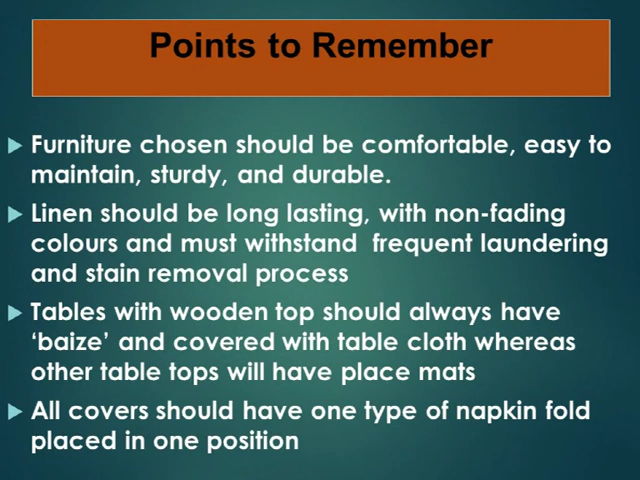 Points to Remember
Furniture chosen should be comfortable, easy to
maintain, sturdy, and durable.
Linen should be long lasting, with non-fading
colours and must withstand frequent laundering
and stain removal process
Tables with wooden top should always have
‘baize’ and covered with table cloth whereas
other table tops will have place mats
All covers should have one type of napkin fold
placed in one position